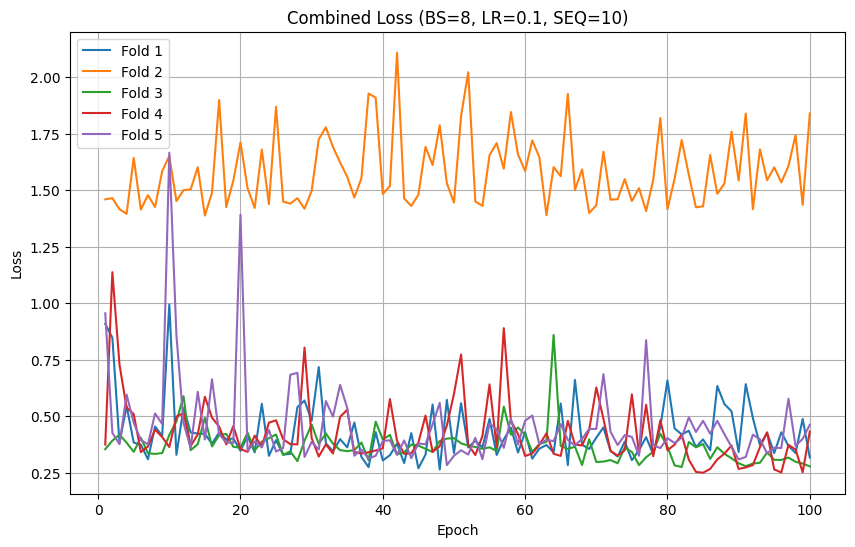 Combined Loss (BS=8, LR=0.1, SEQ=10)
Fold 1
Fold 2
Fold 3
Fold 4
Fold 5
Loss
2.00
1.75
1.50
1.25
1.00
0.75
0.50
0.25
0 20 40 60 80 100
Epoch